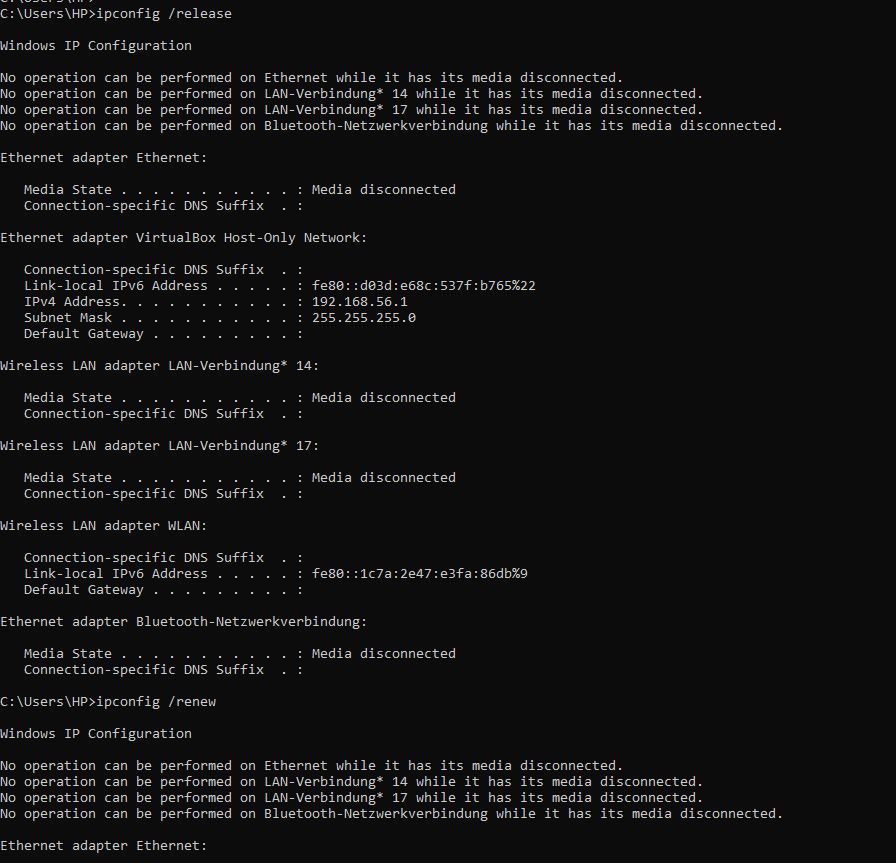 C:\Users\HP>ipconfig /release
Windows IP Configuration
No operation can be performed on Ethernet while it has its media disconnected.
No operation can be performed on LAN-Verbindung* 14 while it has its media disconnected.
No operation can be performed on LAN-Verbindung* 17 while it has its media disconnected.
No operation can be performed on Bluetooth-Netzwerkverbindung while it has its media disconnected.
Ethernet adapter Ethernet:
   Media State . . . . . . . . . . . : Media disconnected
   Connection-specific DNS Suffix  . :
Ethernet adapter VirtualBox Host-Only Network:
   Connection-specific DNS Suffix  . :
   Link-local IPv6 Address . . . . . : fe80::d03d:e68c:537f:b765%22
   IPv4 Address. . . . . . . . . . . : 192.168.56.1
   Subnet Mask . . . . . . . . . . . : 255.255.255.0
   Default Gateway . . . . . . . . . :
Wireless LAN adapter LAN-Verbindung* 14:
   Media State . . . . . . . . . . . : Media disconnected
   Connection-specific DNS Suffix  . :
Wireless LAN adapter LAN-Verbindung* 17:
   Media State . . . . . . . . . . . : Media disconnected
   Connection-specific DNS Suffix  . :
Wireless LAN adapter WLAN:
   Connection-specific DNS Suffix  . :
   Link-local IPv6 Address . . . . . : fe80::1c7a:2e47:e3fa:86db%9
   Default Gateway . . . . . . . . . :
Ethernet adapter Bluetooth-Netzwerkverbindung:
   Media State . . . . . . . . . . . : Media disconnected
   Connection-specific DNS Suffix  . :
C:\Users\HP>ipconfig /renew
Windows IP Configuration
No operation can be performed on Ethernet while it has its media disconnected.
No operation can be performed on LAN-Verbindung* 14 while it has its media disconnected.
No operation can be performed on LAN-Verbindung* 17 while it has its media disconnected.
No operation can be performed on Bluetooth-Netzwerkverbindung while it has its media disconnected.
Ethernet adapter Ethernet: